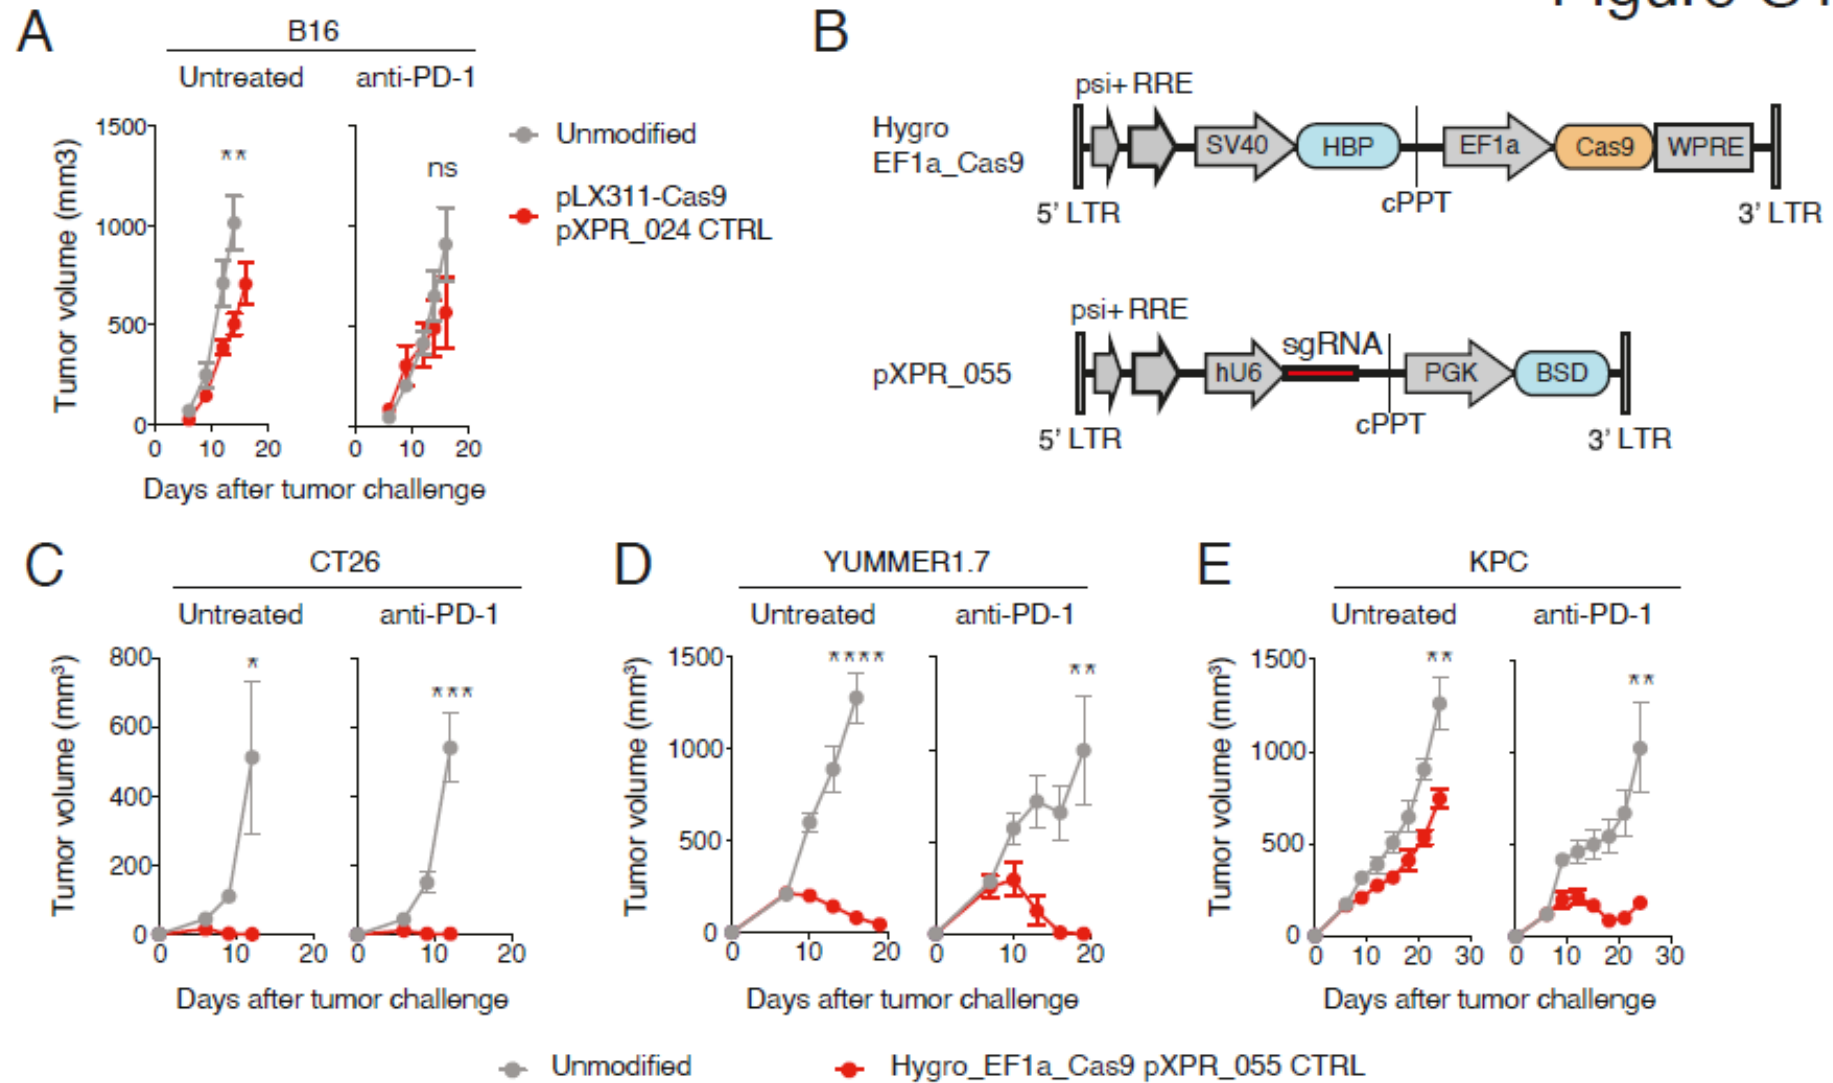 A
B16
Untreated
anti-PD-1
1500
1000
500
0
Tumor volume (mm3)
**
ns
0 10 20
0 10 20
Days after tumor challenge
Unmodified
pLX311-Cas9
pXPR_024 CTRL
B
Hygro
EF1a_Cas9
psi+ RRE
SV40
HBP
EF1a
Cas9
WPRE
cPPT
5' LTR
3' LTR
pXPR_055
psi+ RRE
hU6
sgRNA
PGK
BSD
cPPT
5' LTR
3' LTR
C
CT26
Untreated
anti-PD-1
800
600
400
200
0
Tumor volume (mm³)
*
***
0 10 20
0 10 20
Days after tumor challenge
D
YUMMER1.7
Untreated
anti-PD-1
1500
1000
500
0
Tumor volume (mm³)
****
**
0 10 20
0 10 20
Days after tumor challenge
E
KPC
Untreated
anti-PD-1
1500
1000
500
0
Tumor volume (mm³)
**
**
0 10 20 30
0 10 20 30
Days after tumor challenge
Unmodified
Hygro_EF1a_Cas9 pXPR_055 CTRL